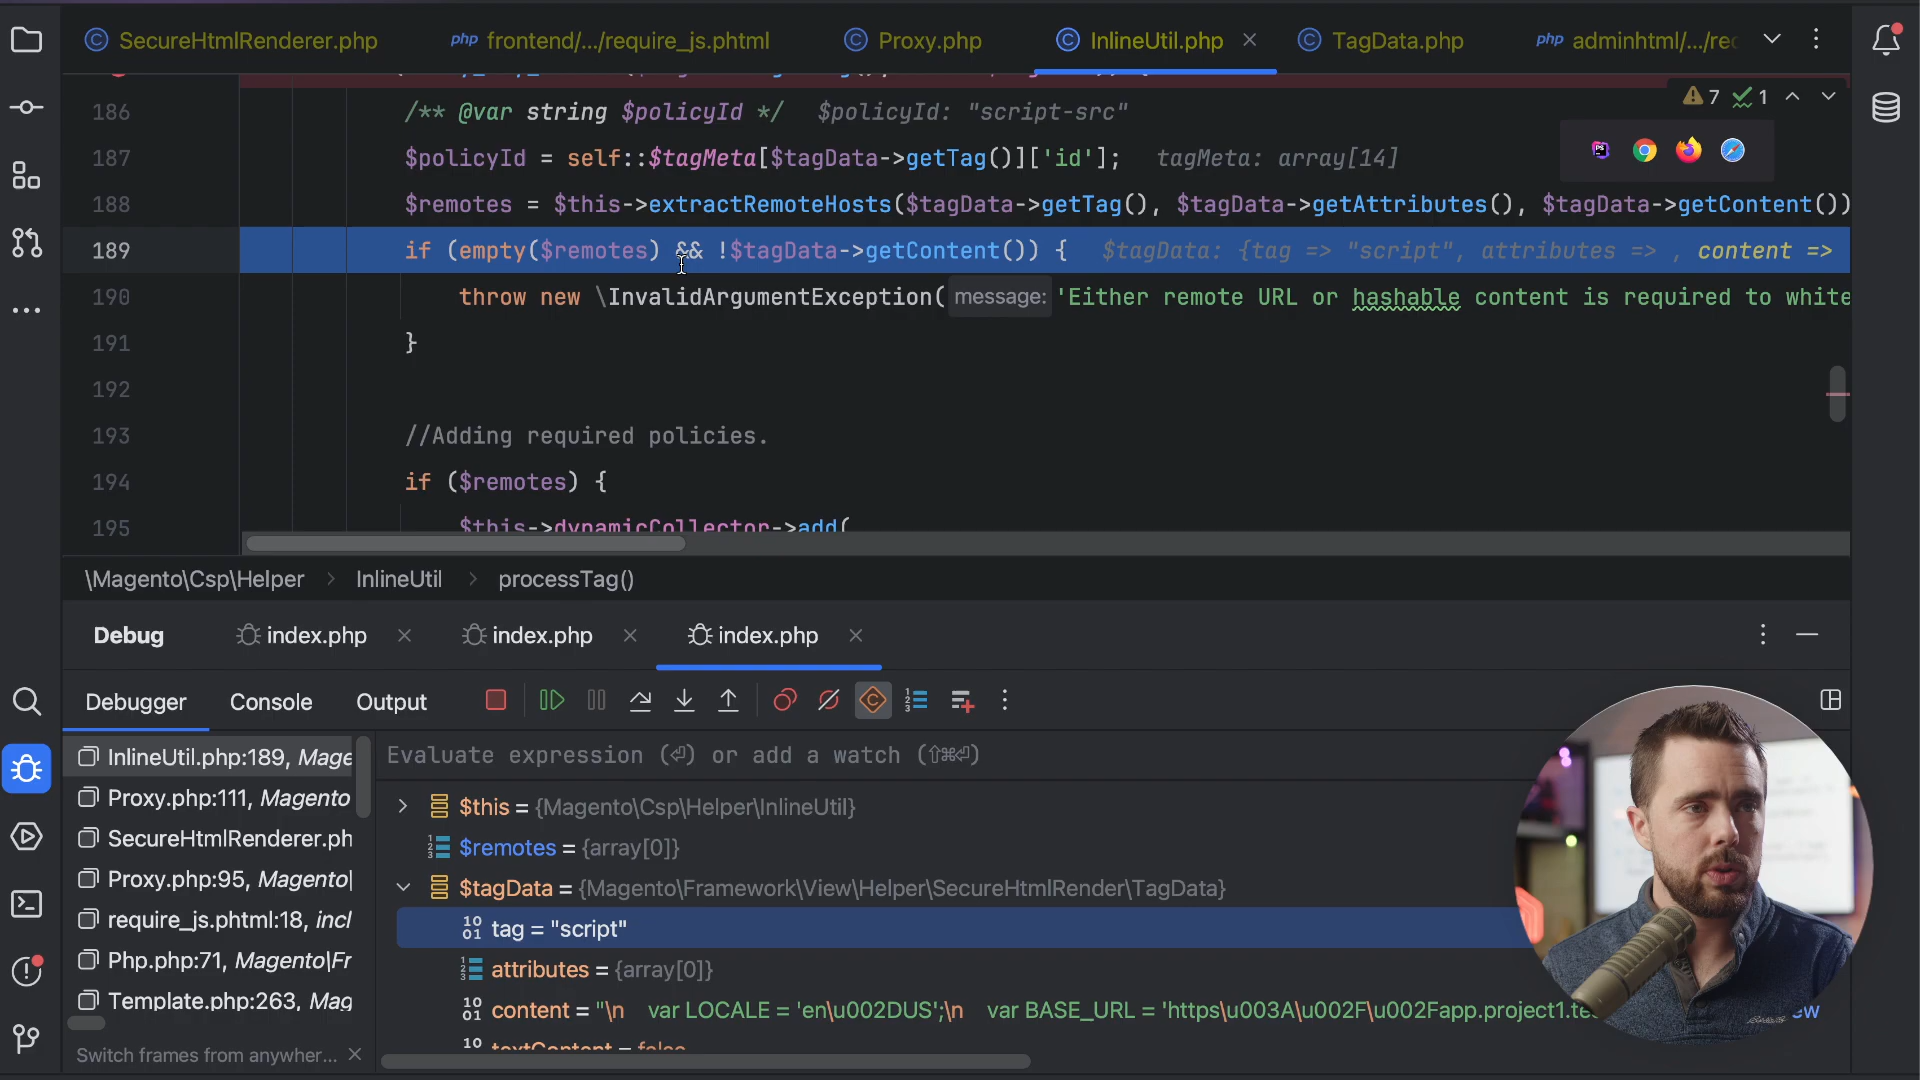 SecureHtmlRenderer.php
php frontend/.../require_js.phtml
Proxy.php
InlineUtil.php
TagData.php
php adminhtml/.../rec
7 1
186 /** @var string $policyId */ $policyId: "script-src"
187 $policyId = self::$tagMeta[$tagData->getTag()]['id']; tagMeta: array[14]
188 $remotes = $this->extractRemoteHosts($tagData->getTag(), $tagData->getAttributes(), $tagData->getContent())
189 if (empty($remotes) && !$tagData->getContent()) { $tagData: {tag => "script", attributes => , content =>
190 throw new \InvalidArgumentException( message: 'Either remote URL or hashable content is required to white
191 }
192
193 //Adding required policies.
194 if ($remotes) {
195 $this->dynamicCollector->add(
\Magento\Csp\Helper > InlineUtil > processTag()
Debug index.php index.php index.php
Debugger Console Output
InlineUtil.php:189, Mage
Proxy.php:111, Magento
SecureHtmlRenderer.ph
Proxy.php:95, Magento\
require_js.phtml:18, incl
Php.php:71, Magento\Fr
Template.php:263, Mag
Switch frames from anywher...
Evaluate expression (⏎) or add a watch (⇧⌘⏎)
$this = {Magento\Csp\Helper\InlineUtil}
$remotes = {array[0]}
$tagData = {Magento\Framework\View\Helper\SecureHtmlRender\TagData}
tag = "script"
attributes = {array[0]}
content = "\n var LOCALE = 'en\u002DUS';\n var BASE_URL = 'https\u003A\u002F\u002Fapp.project1.te
textContent = false